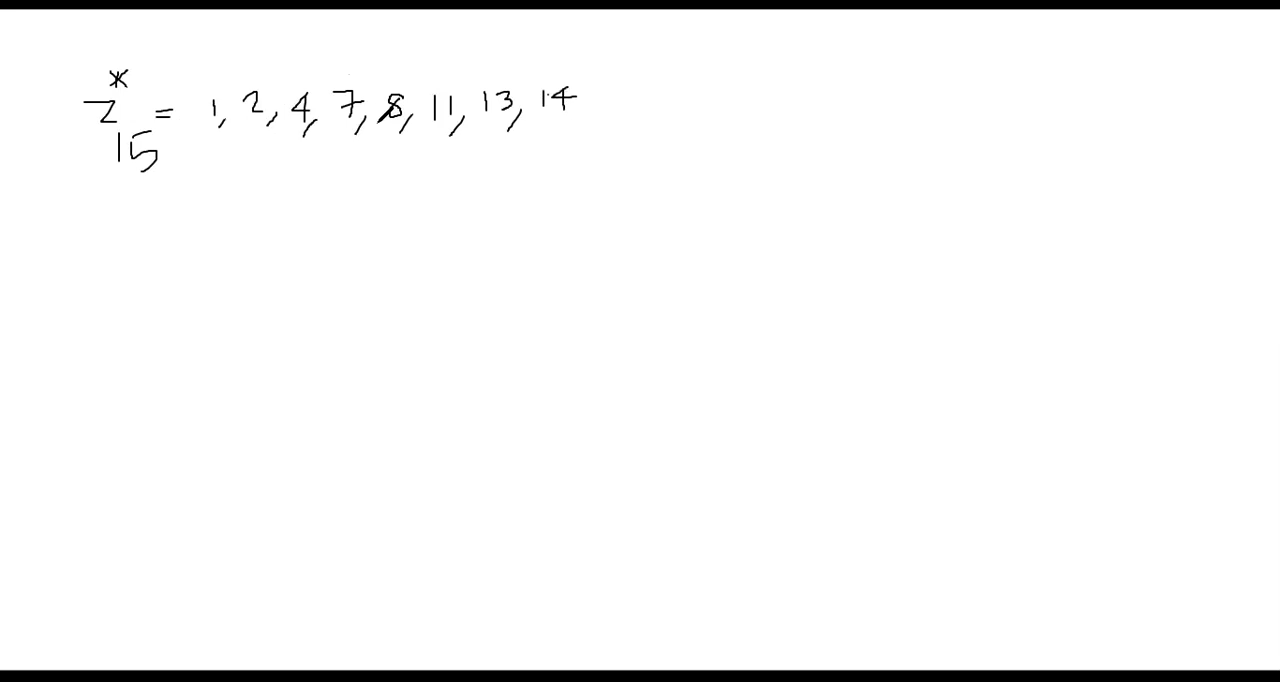 Z*15 = 1, 2, 4, 7, 8, 11, 13, 14